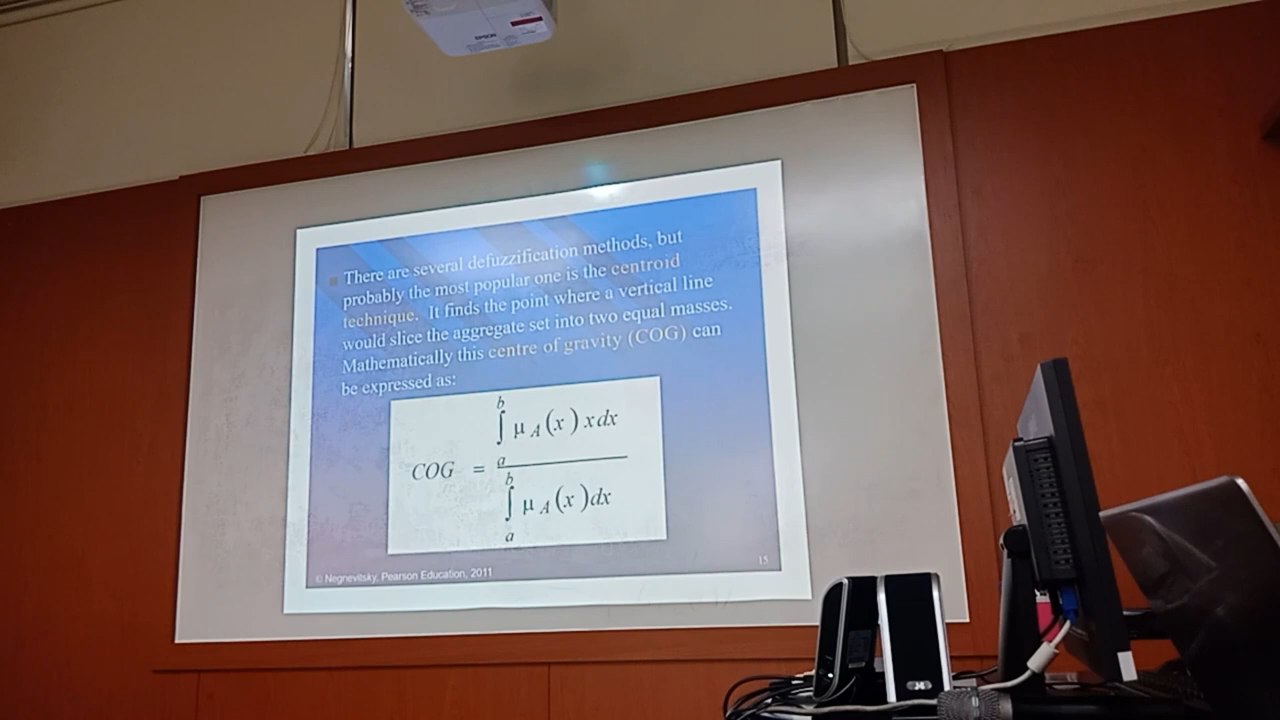 EPSON
There are several defuzzification methods, but
probably the most popular one is the centroid
technique. It finds the point where a vertical line
would slice the aggregate set into two equal masses.
Mathematically this centre of gravity (COG) can
be expressed as:
b
∫ μ A (x) x dx
a
COG =
b
∫ μ A (x) dx
a
© Negnevitsky, Pearson Education, 2011
15